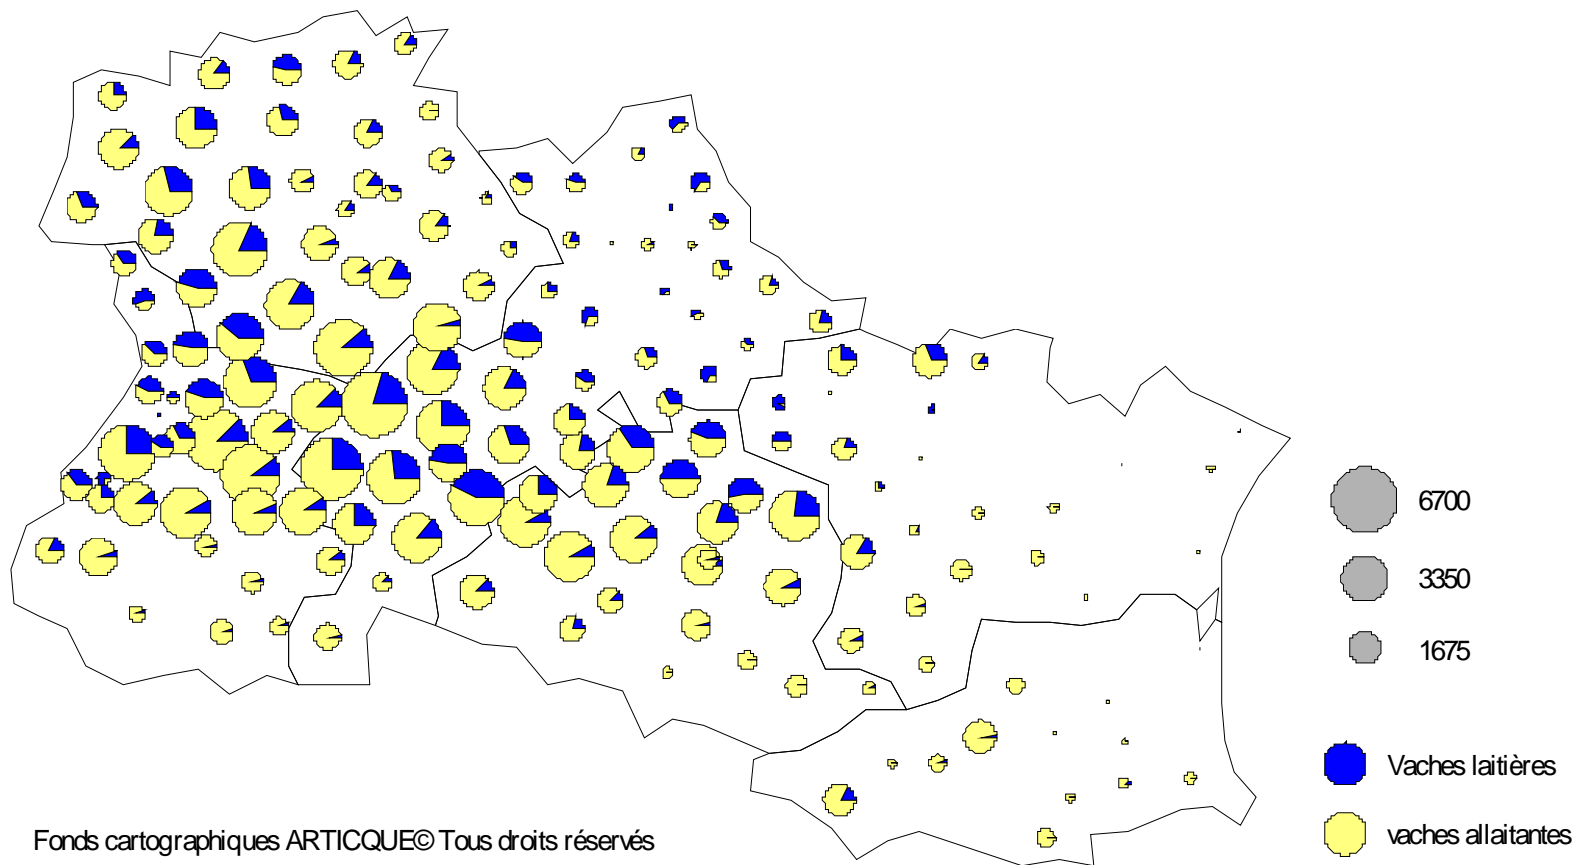 6700
3350
1675
Vaches laitières
vaches allaitantes
Fonds cartographiques ARTICQUE© Tous droits réservés